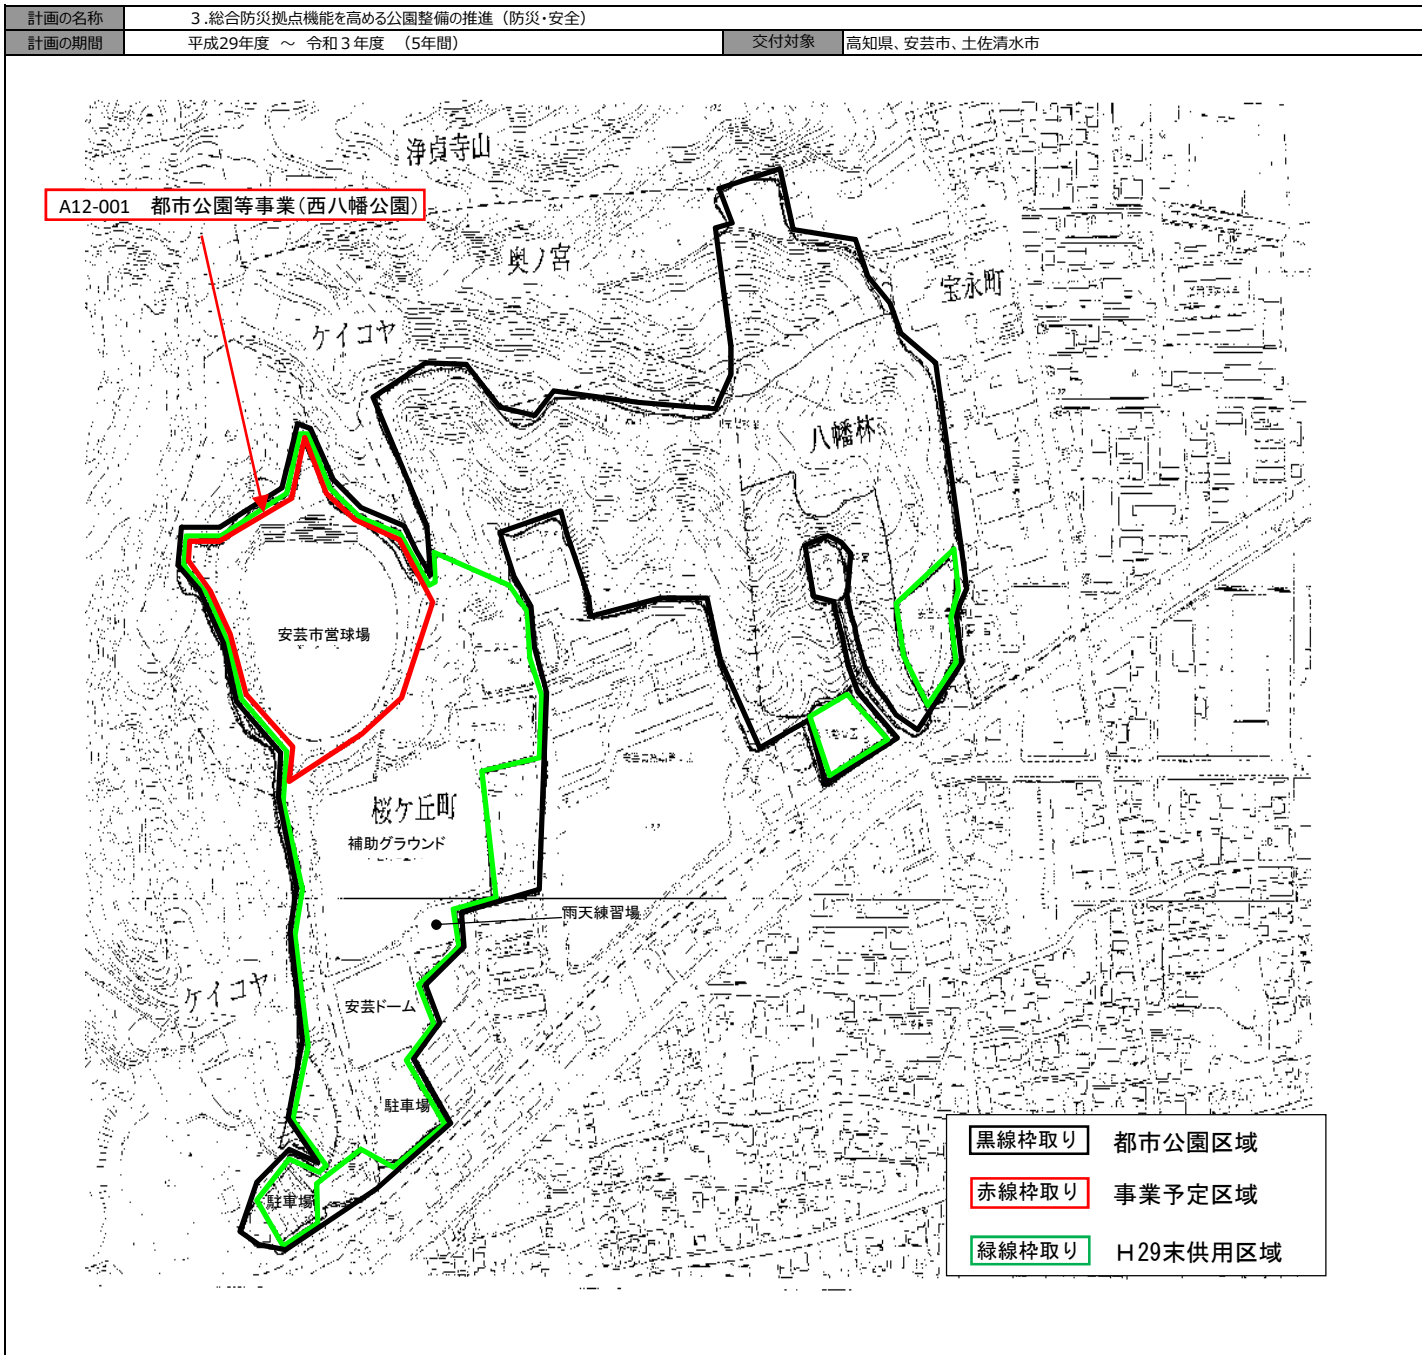 計画の名称 3.総合防災拠点機能を高める公園整備の推進（防災・安全）
計画の期間 平成29年度 ～ 令和３年度 （5年間） 交付対象 高知県、安芸市、土佐清水市
浄貞寺山
A12-001 都市公園等事業（西八幡公園）
奥ノ宮
宝永町
ケイコヤ
八幡林
安芸市営球場
桜ケ丘町
補助グラウンド
雨天練習場
ケイコヤ
安芸ドーム
駐車場
駐車場
黒線枠取り 都市公園区域
赤線枠取り 事業予定区域
緑線枠取り H29末供用区域